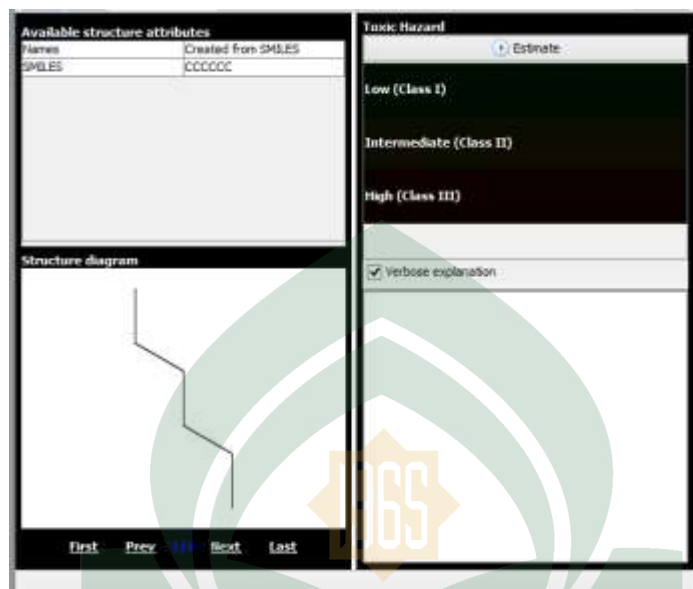 Available structure attributes
Names Created from SMILES
SMILES CCCCCC
Structure diagram
First Prev Next Last
Toxic Hazard
Estimate
Low (Class I)
Intermediate (Class II)
High (Class III)
Verbose explanation
1965